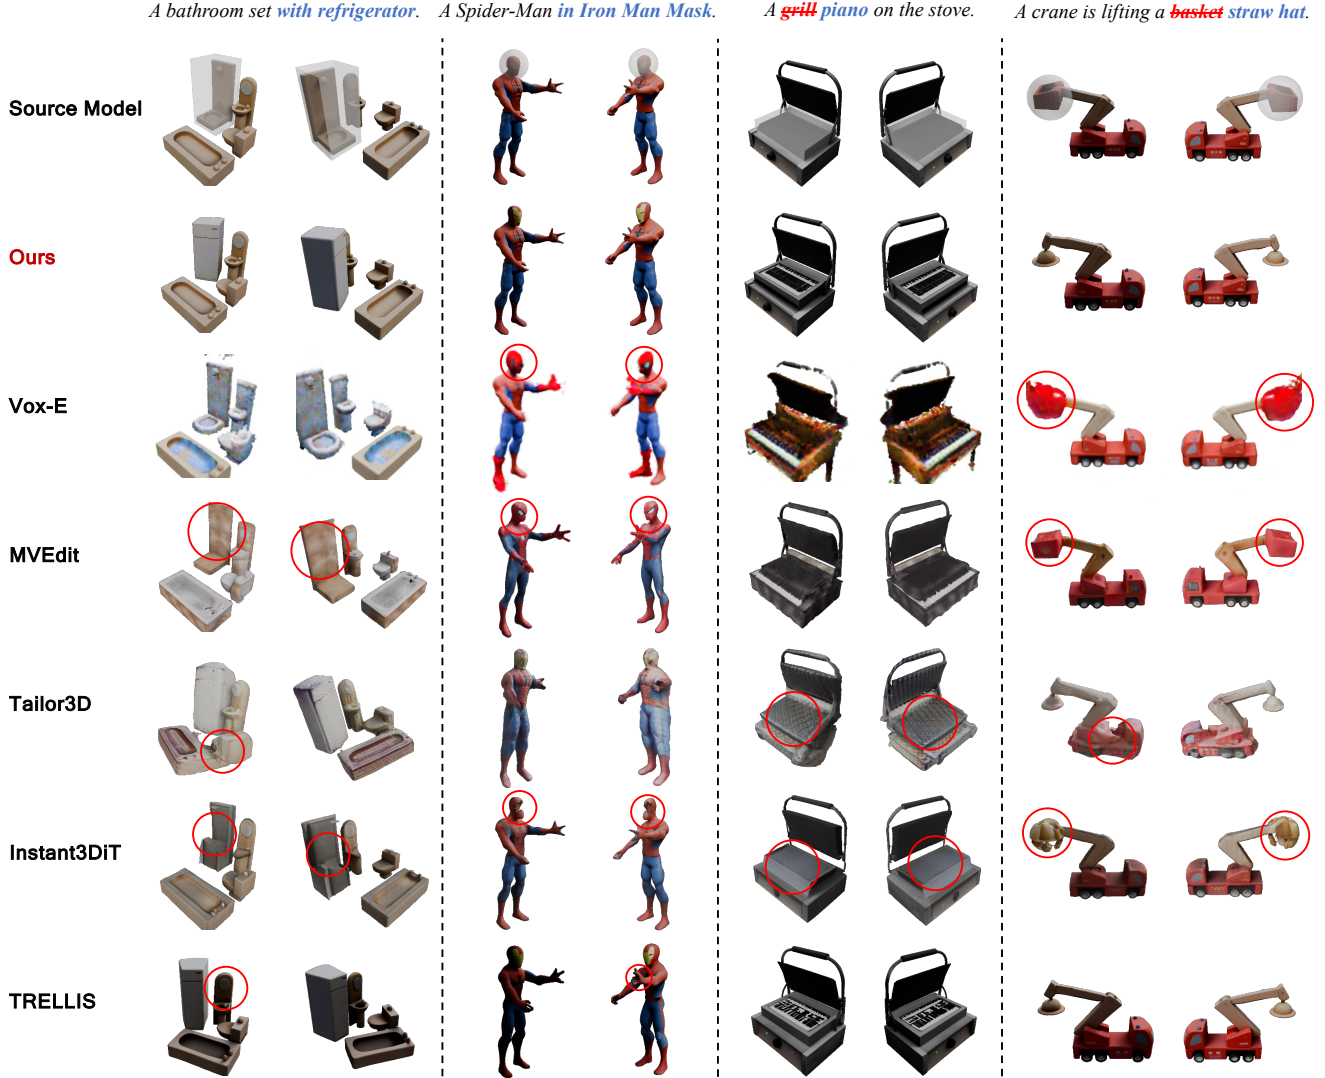 A bathroom set with refrigerator.
A Spider-Man in Iron Man Mask.
A grill piano on the stove.
A crane is lifting a basket straw hat.
Source Model
Ours
Vox-E
MVEdit
Tailor3D
Instant3DiT
TRELLIS